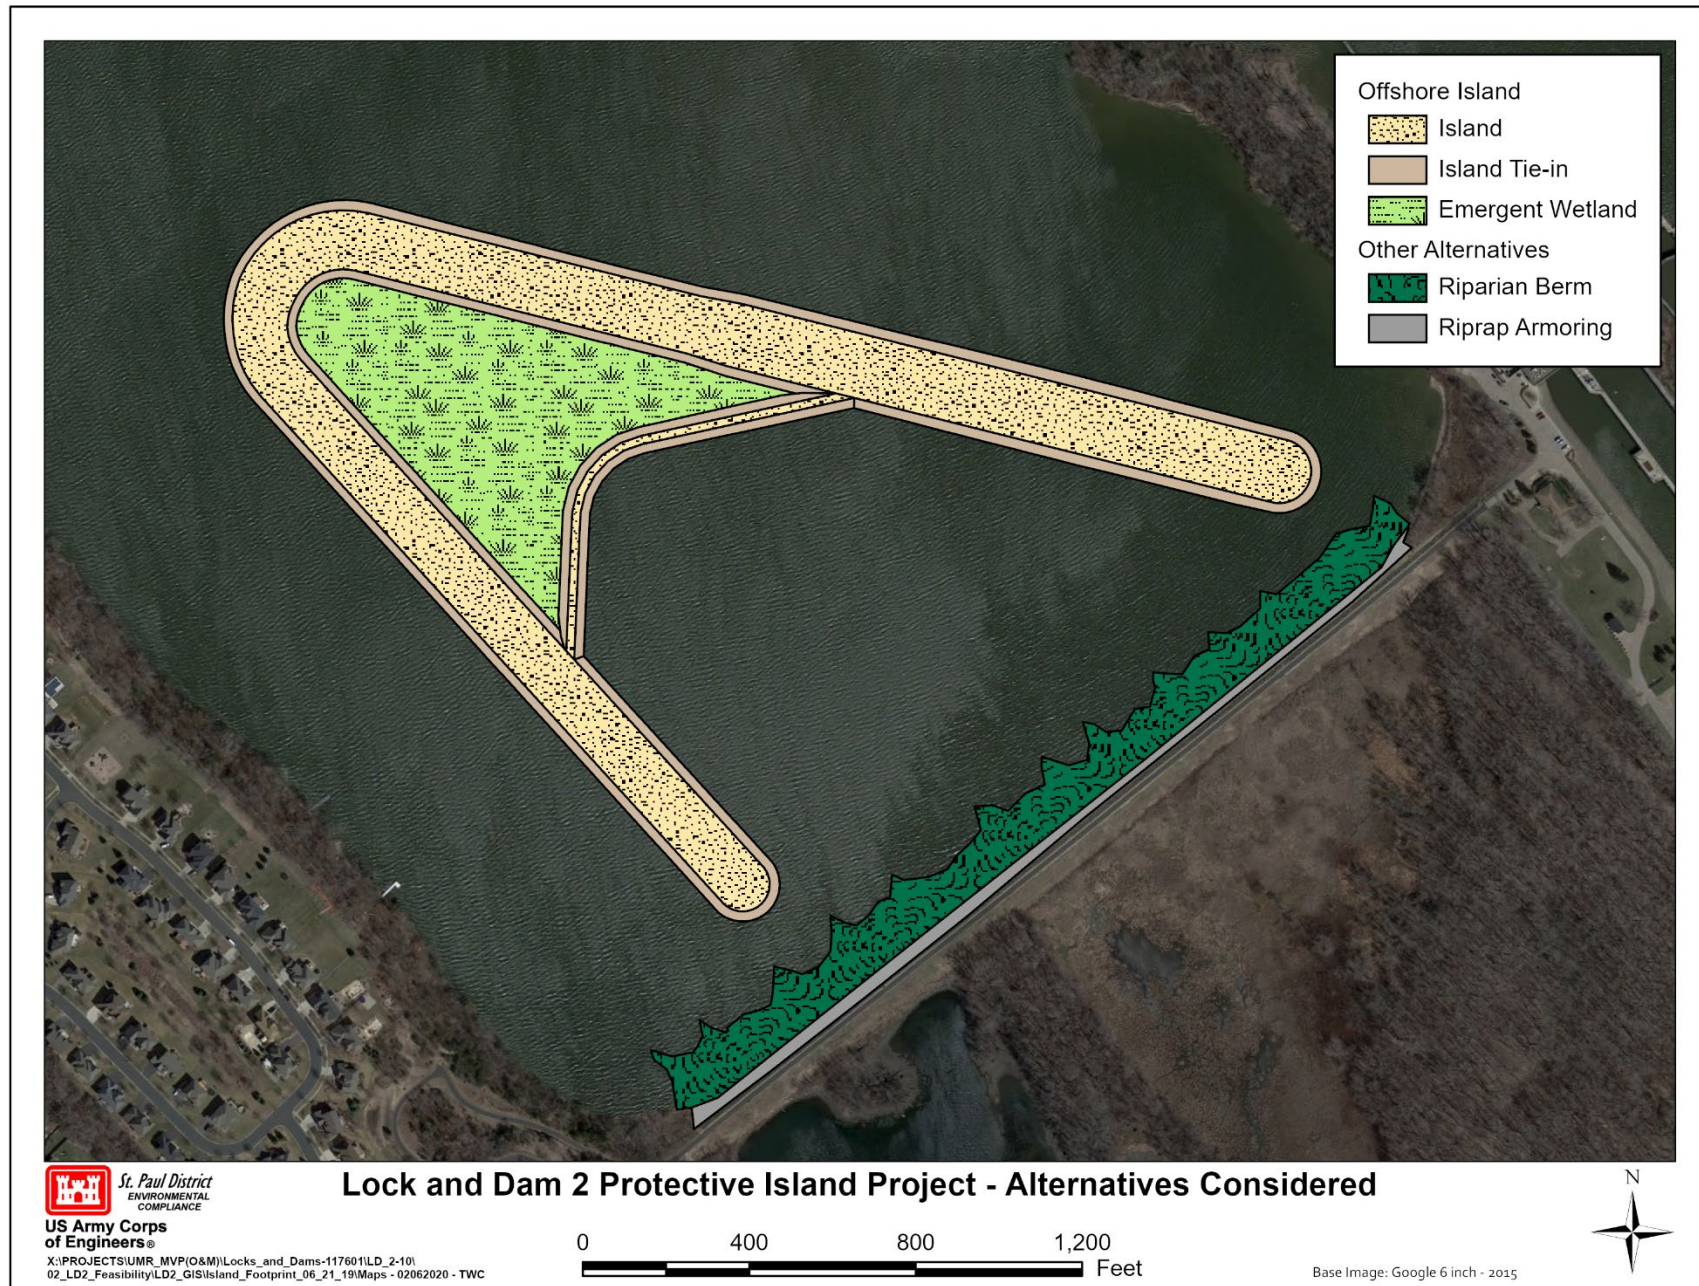 Offshore Island
Island
Island Tie-in
Emergent Wetland
Other Alternatives
Riparian Berm
Riprap Armoring
St. Paul District
ENVIRONMENTAL
COMPLIANCE
US Army Corps
of Engineers®
X:\PROJECTS\UMR_MVP(O&M)\Locks_and_Dams-117601\LD_2-10\
02_LD2_Feasibility\LD2_GIS\Island_Footprint_06_21_19\Maps - 02062020 - TWC
Lock and Dam 2 Protective Island Project - Alternatives Considered
0 400 800 1,200
Feet
N
Base Image: Google 6 inch - 2015